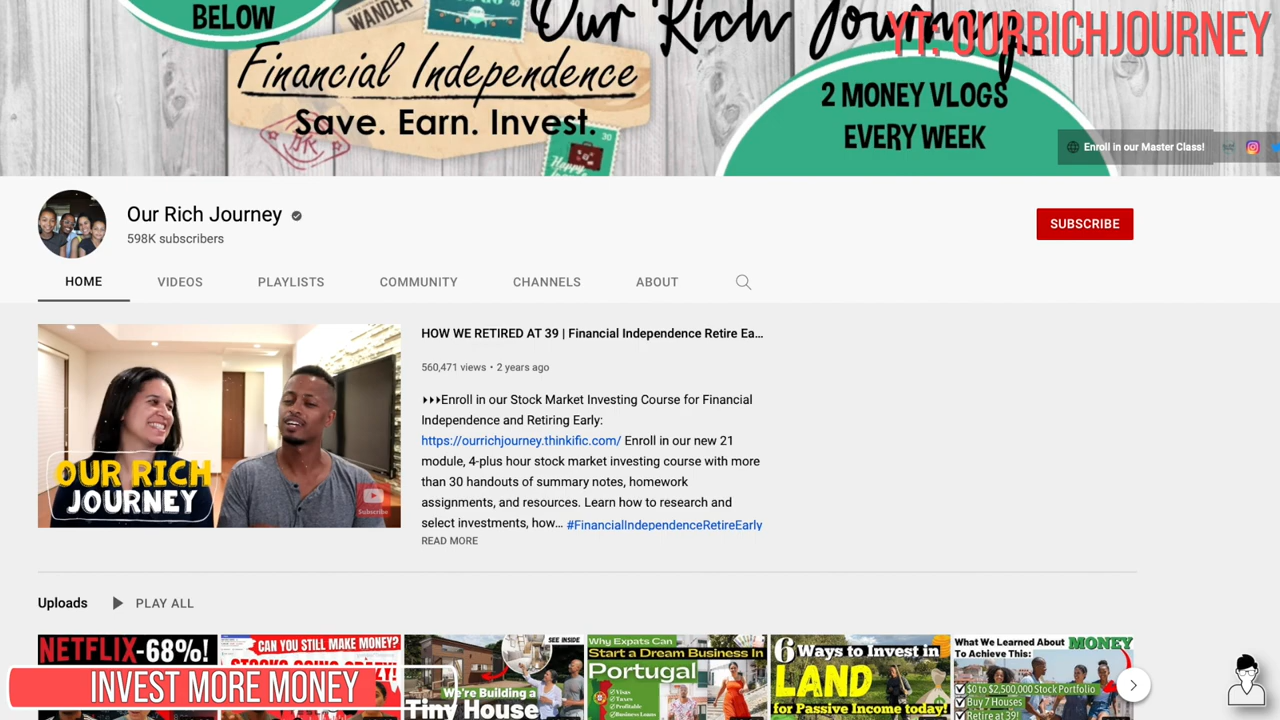 BELOW
WANDER
40
Our Rich Journey
YT: OURRICHJOURNEY
Financial Independence
Save. Earn. Invest.
2 MONEY VLOGS
EVERY WEEK
Happy
Enroll in our Master Class!
Our Rich Journey
598K subscribers
SUBSCRIBE
HOME
VIDEOS
PLAYLISTS
COMMUNITY
CHANNELS
ABOUT
OUR RICH
JOURNEY
Subscribe
HOW WE RETIRED AT 39 | Financial Independence Retire Ea...
560,471 views • 2 years ago
Enroll in our Stock Market Investing Course for Financial
Independence and Retiring Early:
https://ourrichjourney.thinkific.com/ Enroll in our new 21
module, 4-plus hour stock market investing course with more
than 30 handouts of summary notes, homework
assignments, and resources. Learn how to research and
select investments, how... #FinancialIndependenceRetireEarly
READ MORE
Uploads
PLAY ALL
NETFLIX-68%!
CAN YOU STILL MAKE MONEY?
SEE INSIDE
We're Building a
Tiny House
Why Expats Can
Start a Dream Business In
Portugal
Visas
Taxes
Profitable
Business Loans
6 Ways to Invest in
LAND
for Passive Income today!
What We Learned About MONEY
To Achieve This:
$0 to $2,500,000 Stock Portfolio
Buy 7 Houses
Retire at 39!
INVEST MORE MONEY